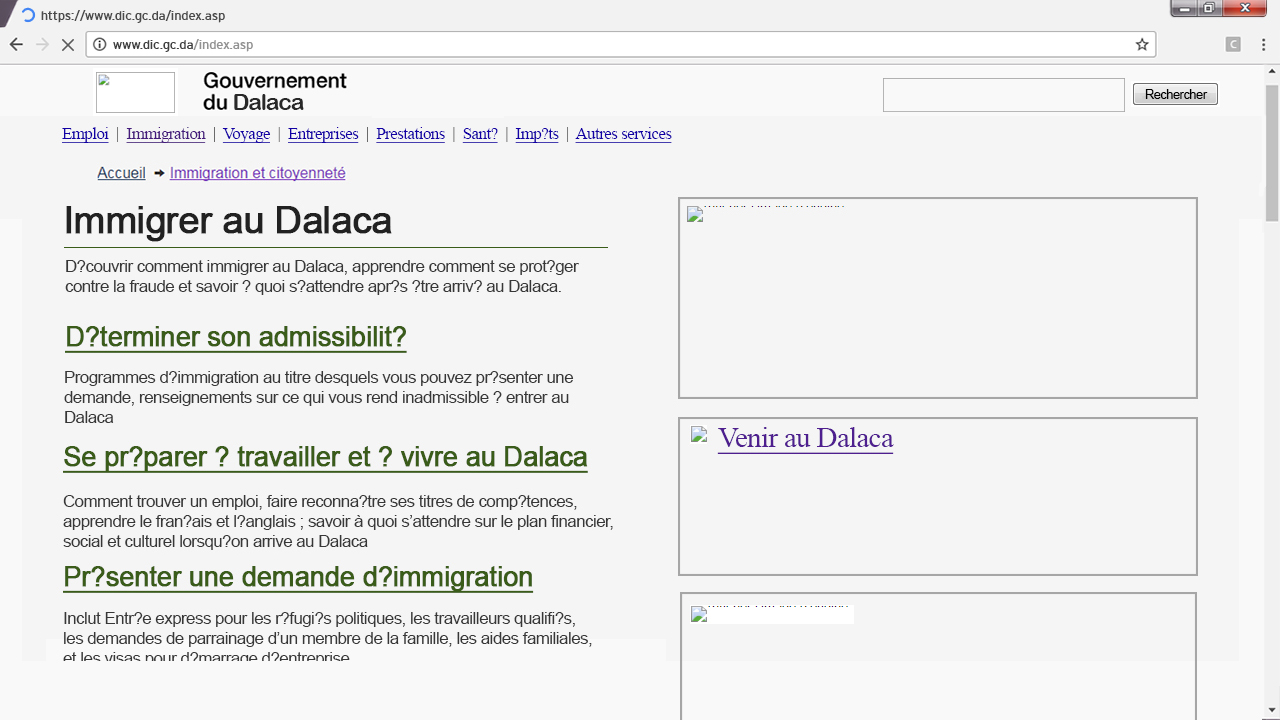 https://www.dic.gc.da/index.asp
www.dic.gc.da/index.asp
C
Gouvernement
du Dalaca
Rechercher
Emploi | Immigration | Voyage | Entreprises | Prestations | Sant? | Imp?ts | Autres services
Accueil ➞ Immigration et citoyenneté
Immigrer au Dalaca
D?couvrir comment immigrer au Dalaca, apprendre comment se prot?ger
contre la fraude et savoir ? quoi s?attendre apr?s ?tre arriv? au Dalaca.
D?terminer son admissibilit?
Programmes d?immigration au titre desquels vous pouvez pr?senter une
demande, renseignements sur ce qui vous rend inadmissible ? entrer au
Dalaca
Se pr?parer ? travailler et ? vivre au Dalaca
Comment trouver un emploi, faire reconna?tre ses titres de comp?tences,
apprendre le fran?ais et l?anglais ; savoir à quoi s’attendre sur le plan financier,
social et culturel lorsqu?on arrive au Dalaca
Pr?senter une demande d?immigration
Inclut Entr?e express pour les r?fugi?s politiques, les travailleurs qualifi?s,
les demandes de parrainage d’un membre de la famille, les aides familiales,
et les visas pour d?marrage d?entreprise
Venir au Dalaca